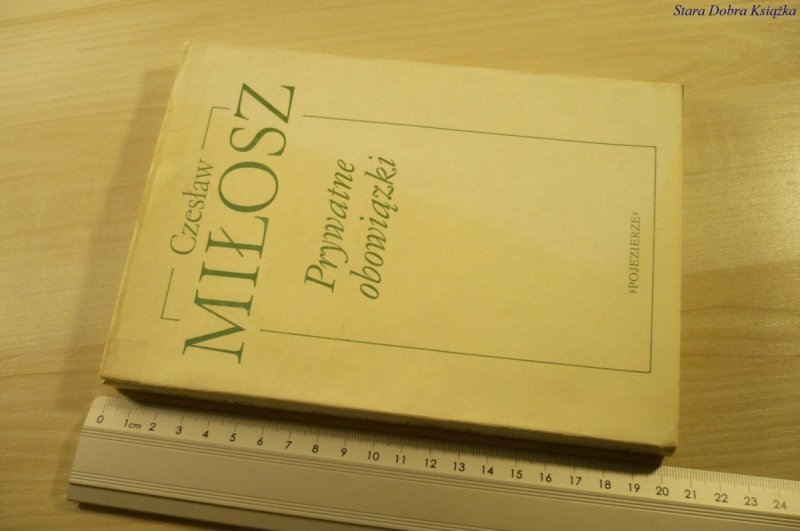 Stara Dobra Książka
Czesław
MIŁOSZ
Prywatne
obowiązki
»POJEZIERZE«
0 1cm 2 3 4 5 6 7 8 9 10 11 12 13 14 15 16 17 18 19 20 21 22 23 24